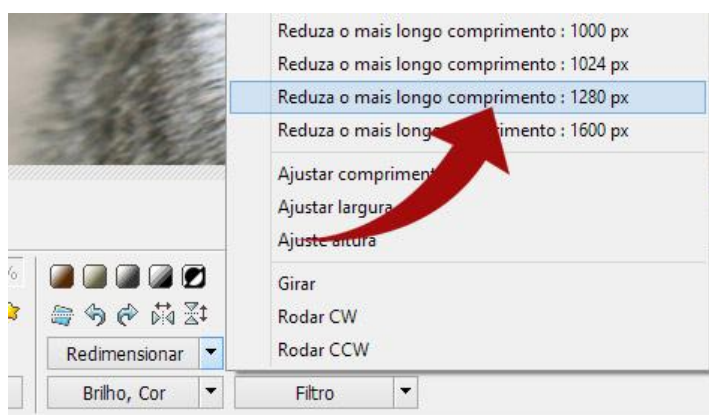 Reduza o mais longo comprimento : 1000 px
Reduza o mais longo comprimento : 1024 px
Reduza o mais longo comprimento : 1280 px
Reduza o mais longo comprimento : 1600 px
Ajustar
Ajustar largura
Ajuste altura
Girar
Rodar CW
Rodar CCW
%
Redimensionar
Brilho, Cor
Filtro